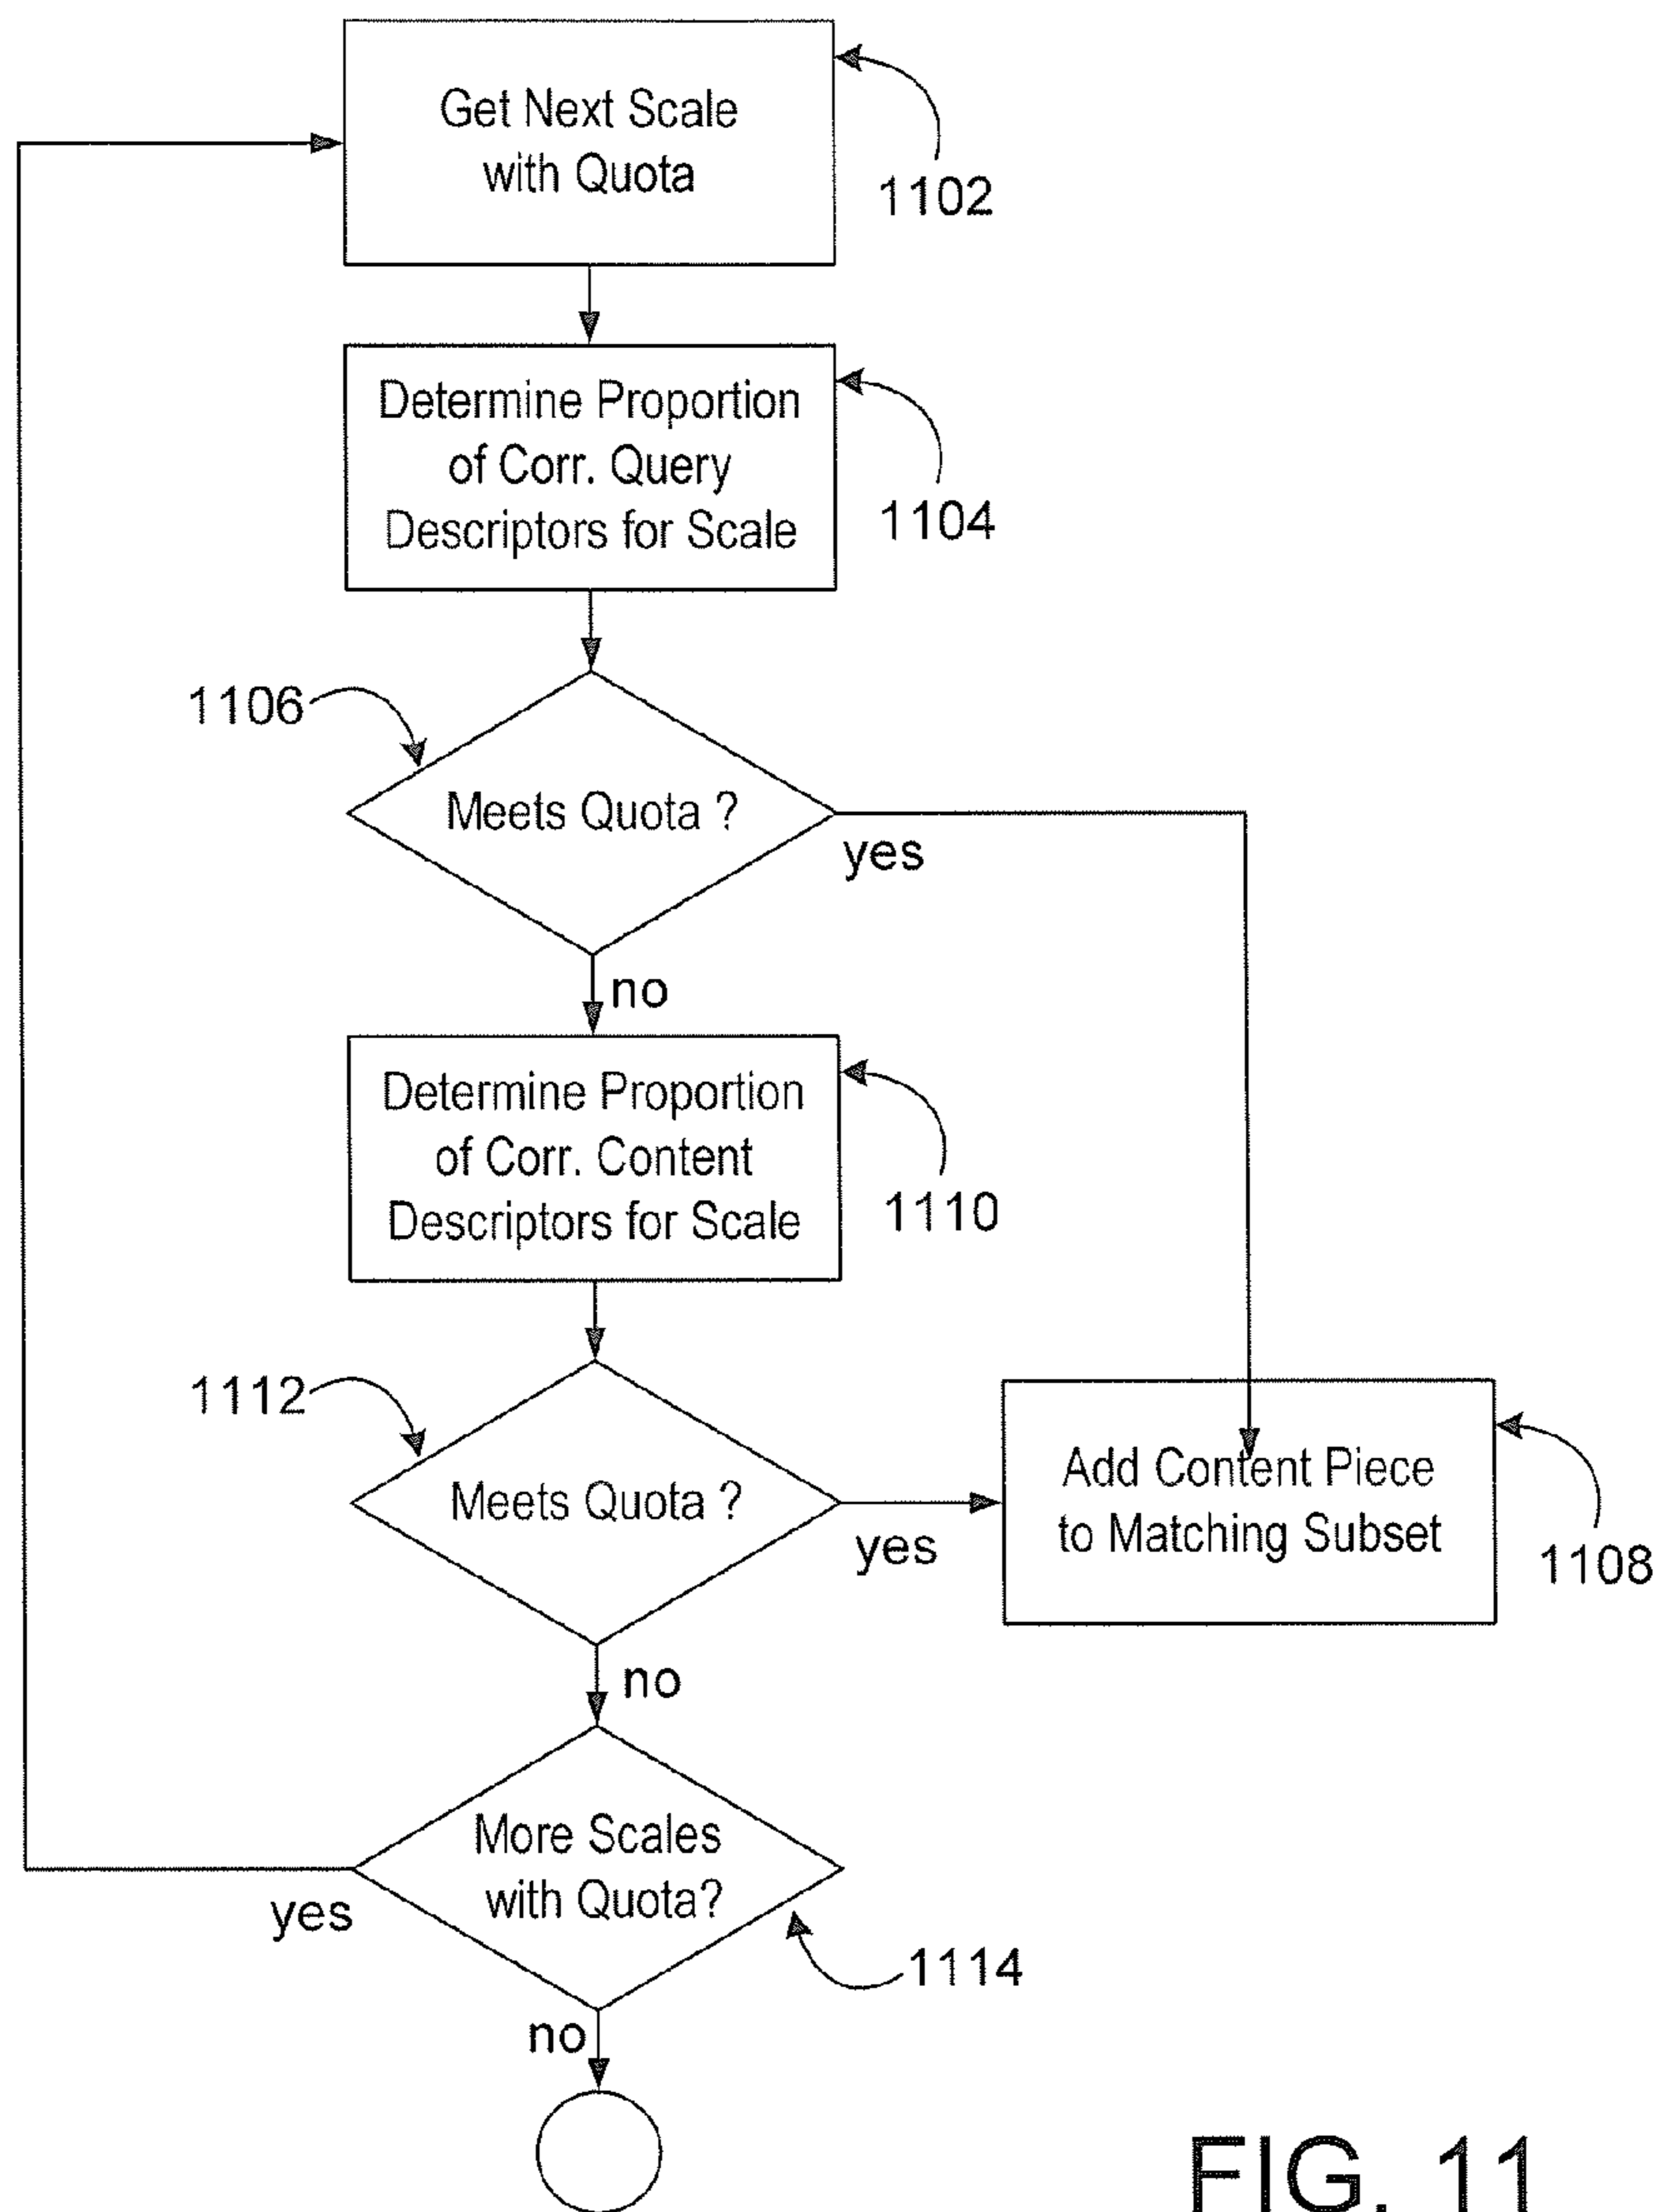 Get Next Scale
with Quota
1102
Determine Proportion
of Corr. Query
Descriptors for Scale
1104
1106
Meets Quota ?
yes
no
Determine Proportion
of Corr. Content
Descriptors for Scale
1110
1112
Meets Quota ?
yes
Add Content Piece
to Matching Subset
1108
no
More Scales
with Quota?
yes
1114
no
FIG. 11